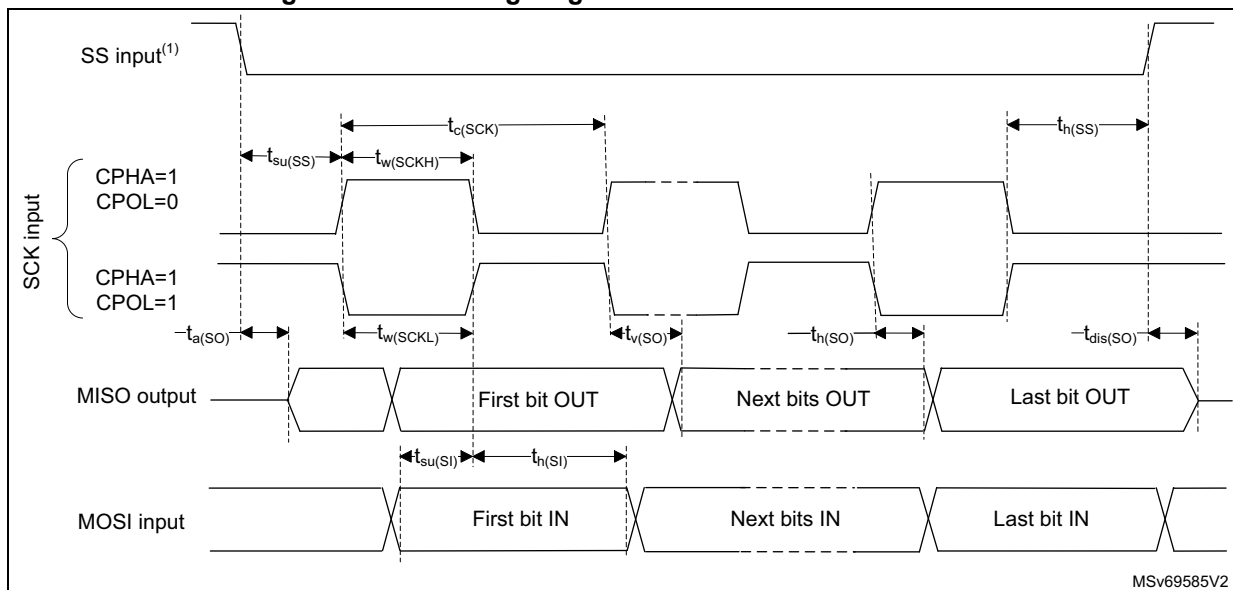 SS input(1)
tc(SCK)
th(SS)
tsu(SS)
tw(SCKH)
SCK input
CPHA=1
CPOL=0
CPHA=1
CPOL=1
ta(SO)
tw(SCKL)
tv(SO)
th(SO)
tdis(SO)
MISO output
First bit OUT
Next bits OUT
Last bit OUT
tsu(SI)
th(SI)
MOSI input
First bit IN
Next bits IN
Last bit IN
MSv69585V2